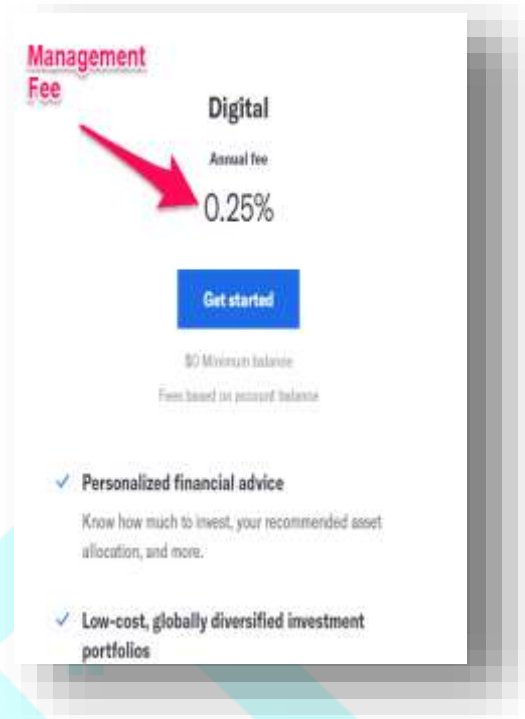 Management
Fee
Digital
Annual fee
0.25%
Get started
$0 Minimum balance
Fees based on account balance
Personalized financial advice
Know how much to invest, your recommended asset
allocation, and more.
Low-cost, globally diversified investment
portfolios